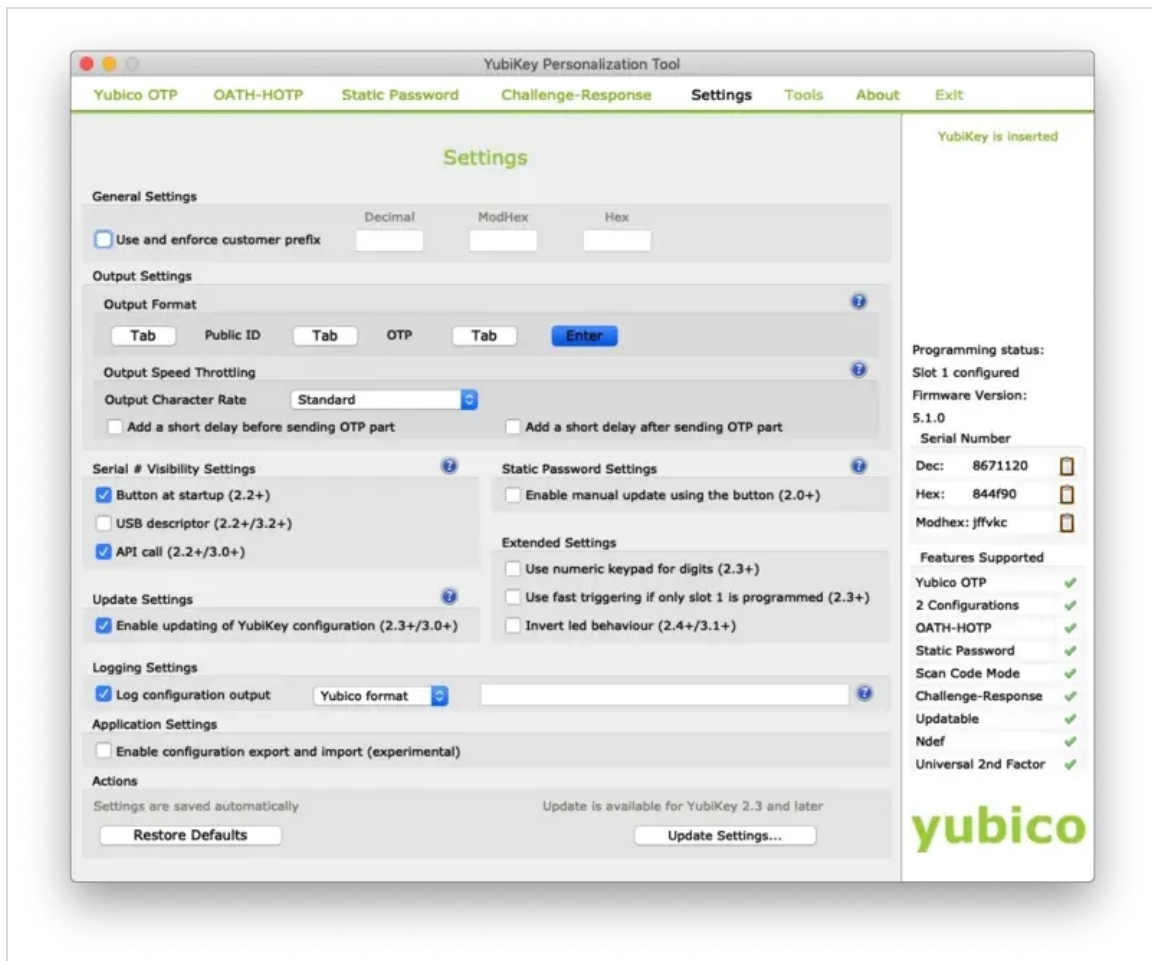 YubiKey Personalization Tool
Yubico OTP OATH-HOTP Static Password Challenge-Response Settings Tools About Exit
Settings
General Settings
Decimal ModHex Hex
Use and enforce customer prefix
Output Settings
Output Format
Tab Public ID Tab OTP Tab Enter
Output Speed Throttling
Output Character Rate Standard
Add a short delay before sending OTP part Add a short delay after sending OTP part
Serial # Visibility Settings
Button at startup (2.2+)
USB descriptor (2.2+/3.2+)
API call (2.2+/3.0+)
Static Password Settings
Enable manual update using the button (2.0+)
Extended Settings
Use numeric keypad for digits (2.3+)
Use fast triggering if only slot 1 is programmed (2.3+)
Invert led behaviour (2.4+/3.1+)
Update Settings
Enable updating of YubiKey configuration (2.3+/3.0+)
Logging Settings
Log configuration output Yubico format
Application Settings
Enable configuration export and import (experimental)
Actions
Settings are saved automatically Update is available for YubiKey 2.3 and later
Restore Defaults Update Settings...
YubiKey is inserted
Programming status:
Slot 1 configured
Firmware Version:
5.1.0
Serial Number
Dec: 8671120
Hex: 844f90
Modhex: jffvkc
Features Supported
Yubico OTP
2 Configurations
OATH-HOTP
Static Password
Scan Code Mode
Challenge-Response
Updatable
Ndef
Universal 2nd Factor
yubico